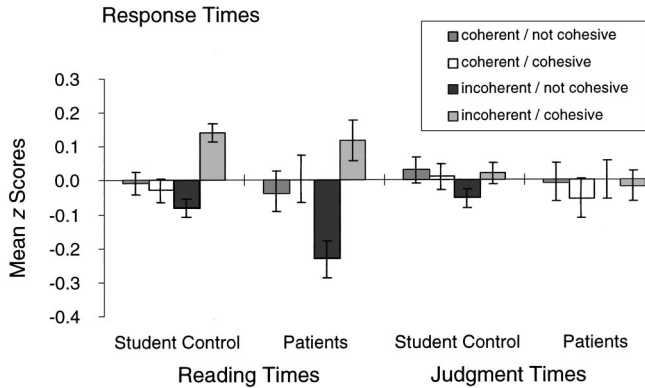 Response Times
coherent / not cohesive
coherent / cohesive
incoherent / not cohesive
incoherent / cohesive
0.3
0.2
0.1
0.0
-0.1
-0.2
-0.3
-0.4
Mean z Scores
Student Control Patients Student Control Patients
Reading Times Judgment Times